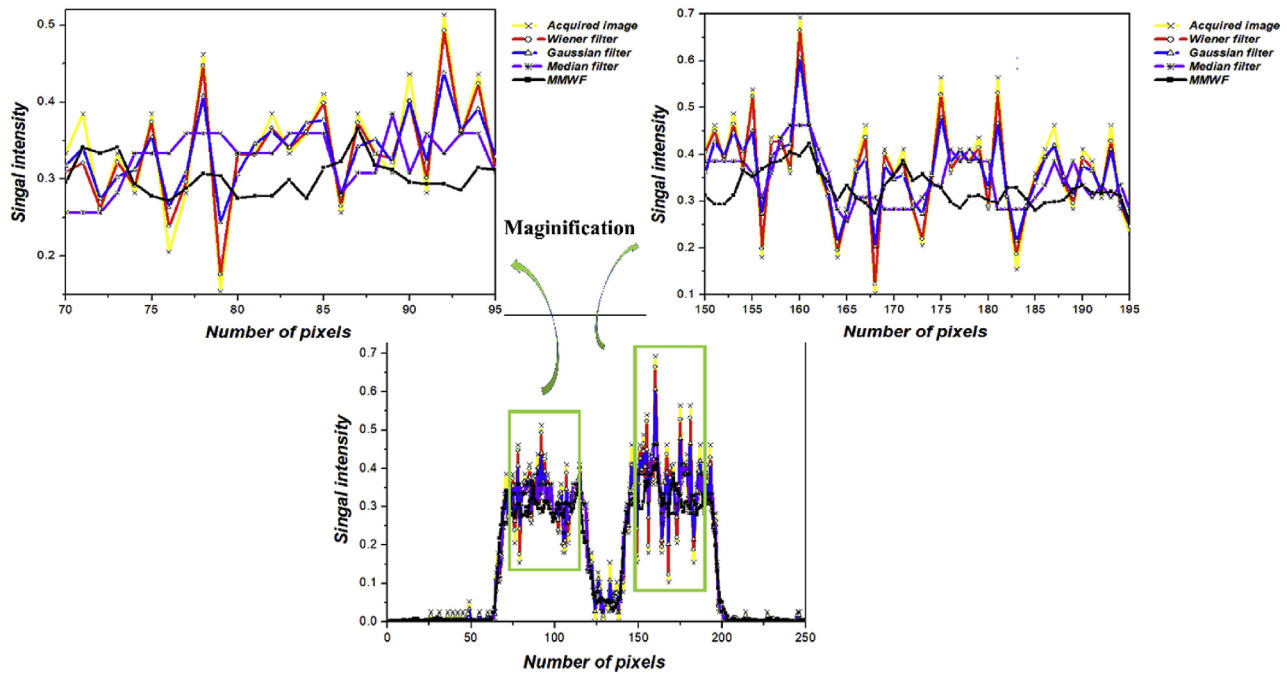 0.5
0.4
0.3
0.2
Singal intensity
70 75 80 85 90 95
Number of pixels
Acquired image
Wiener filter
Gaussian filter
Median filter
MMWF
0.7
0.6
0.5
0.4
0.3
0.2
0.1
Singal intensity
150 155 160 165 170 175 180 185 190 195
Number of pixels
Acquired image
Wiener filter
Gaussian filter
Median filter
MMWF
Maginification
0.7
0.6
0.5
0.4
0.3
0.2
0.1
0.0
Singal intensity
0 50 100 150 200 250
Number of pixels